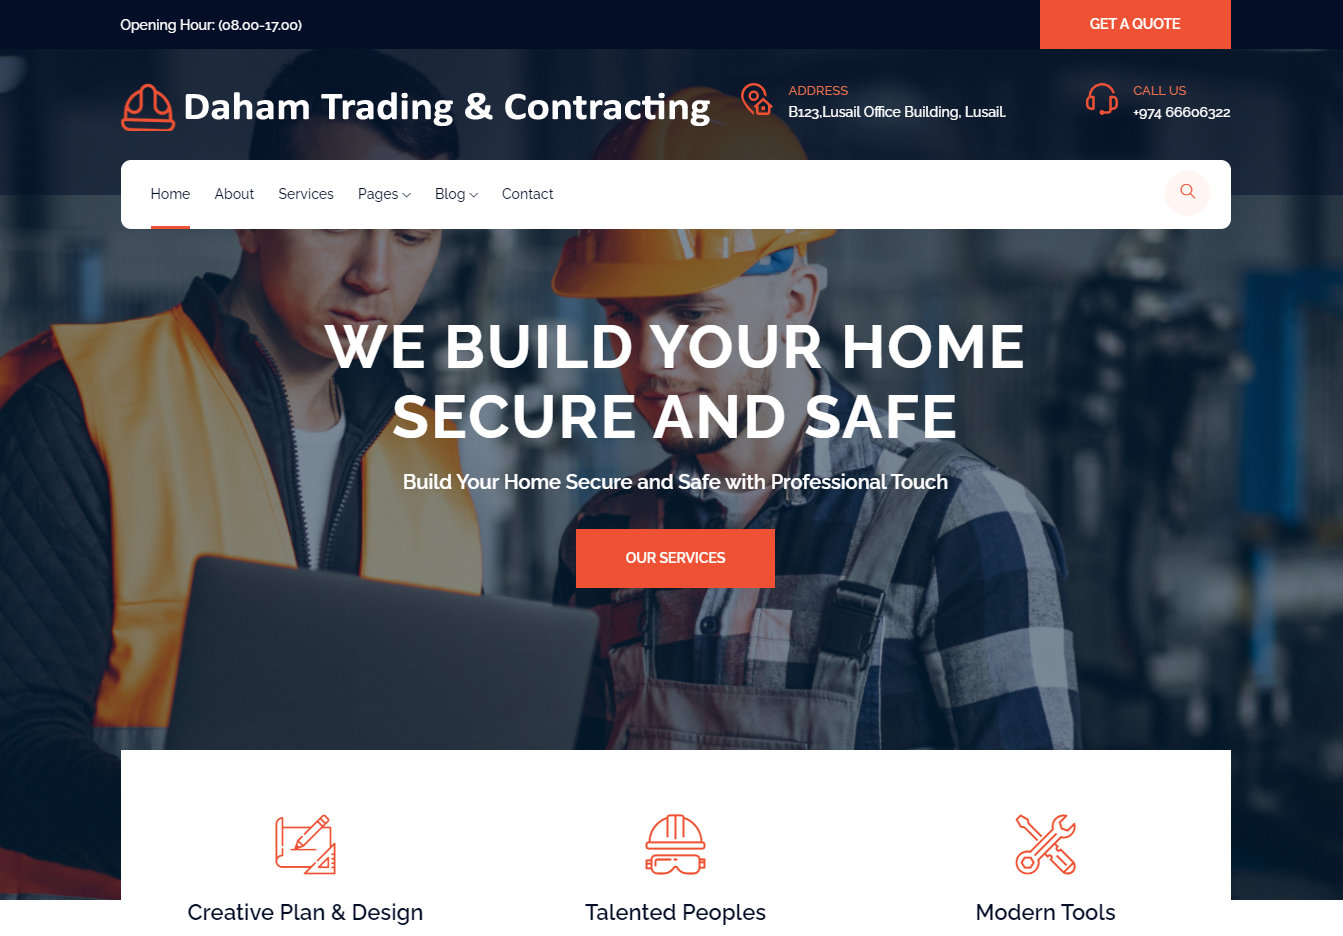 Opening Hour: (08.00-17.00)
GET A QUOTE
Daham Trading & Contracting
ADDRESS
B123,Lusail Office Building, Lusail.
CALL US
+974 66606322
Home About Services Pages Blog Contact
WE BUILD YOUR HOME
SECURE AND SAFE
Build Your Home Secure and Safe with Professional Touch
OUR SERVICES
Creative Plan & Design
Talented Peoples
Modern Tools